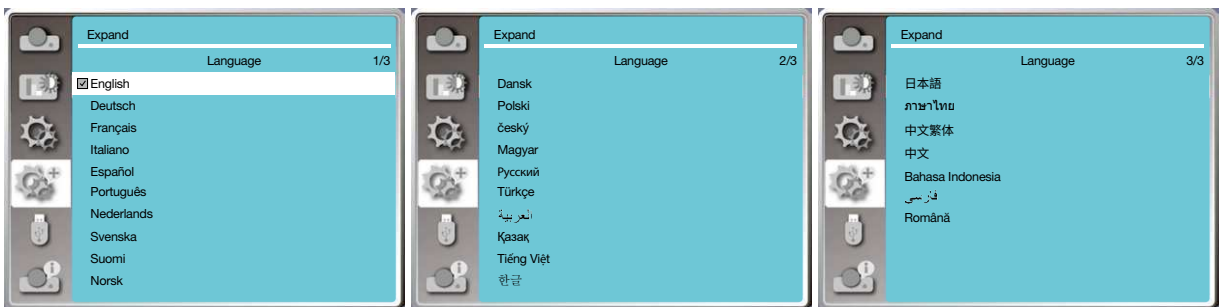 Expand
Language 1/3
English
Deutsch
Français
Italiano
Español
Português
Nederlands
Svenska
Suomi
Norsk
Expand
Language 2/3
Dansk
Polski
český
Magyar
Русский
Türkçe
العربية
Қазақ
Tiếng Việt
한글
Expand
Language 3/3
日本語
ภาษาไทย
中文繁体
中文
Bahasa Indonesia
فارسی
Română